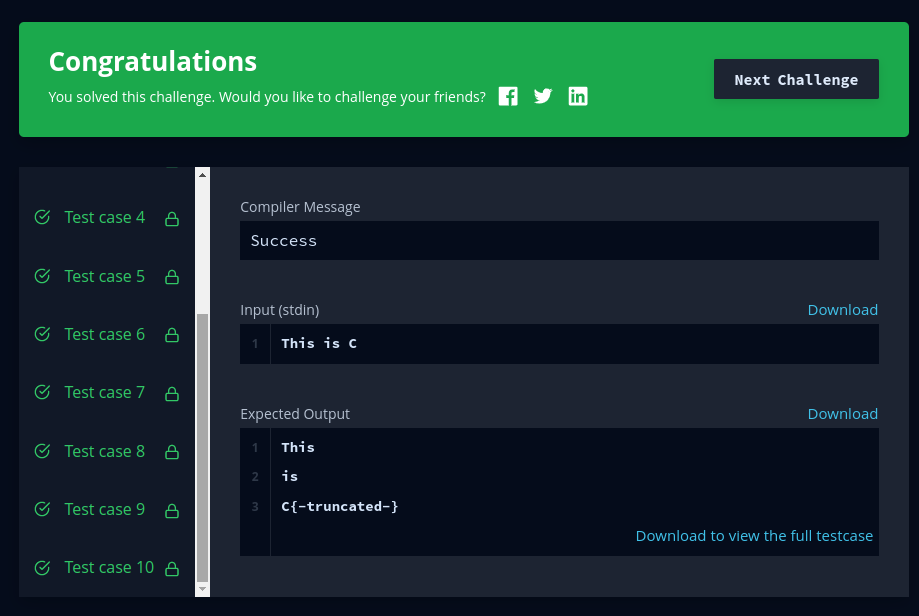 Congratulations
You solved this challenge. Would you like to challenge your friends?
Next Challenge
Test case 4
Test case 5
Test case 6
Test case 7
Test case 8
Test case 9
Test case 10
Compiler Message
Success
Input (stdin)
Download
1 This is C
Expected Output
Download
1 This
2 is
3 C{-truncated-}
Download to view the full testcase